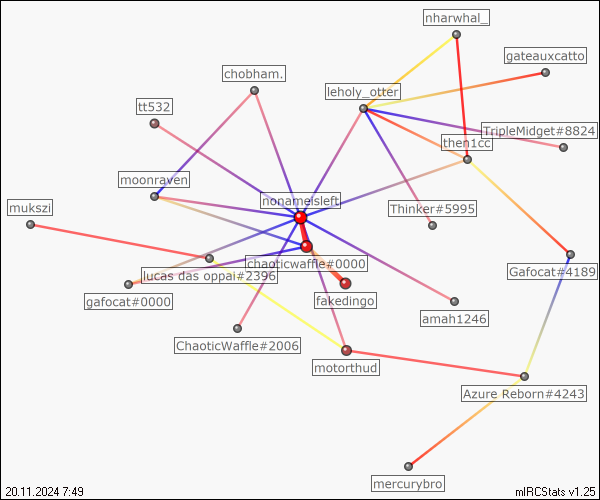 nharwhal_
gateauxcatto
chobham.
leholy_otter
tt532
TripleMidget#8824
then1cc
moonraven
nonameisleft
mukszi
Thinker#5995
chaoticwaffle#0000
Gafocat#4189
lucas das oppai#2396
gafocat#0000
fakedingo
amah1246
ChaoticWaffle#2006
motorthud
Azure Reborn#4243
mercurybro
20.11.2024 7:49
mIRCStats v1.25